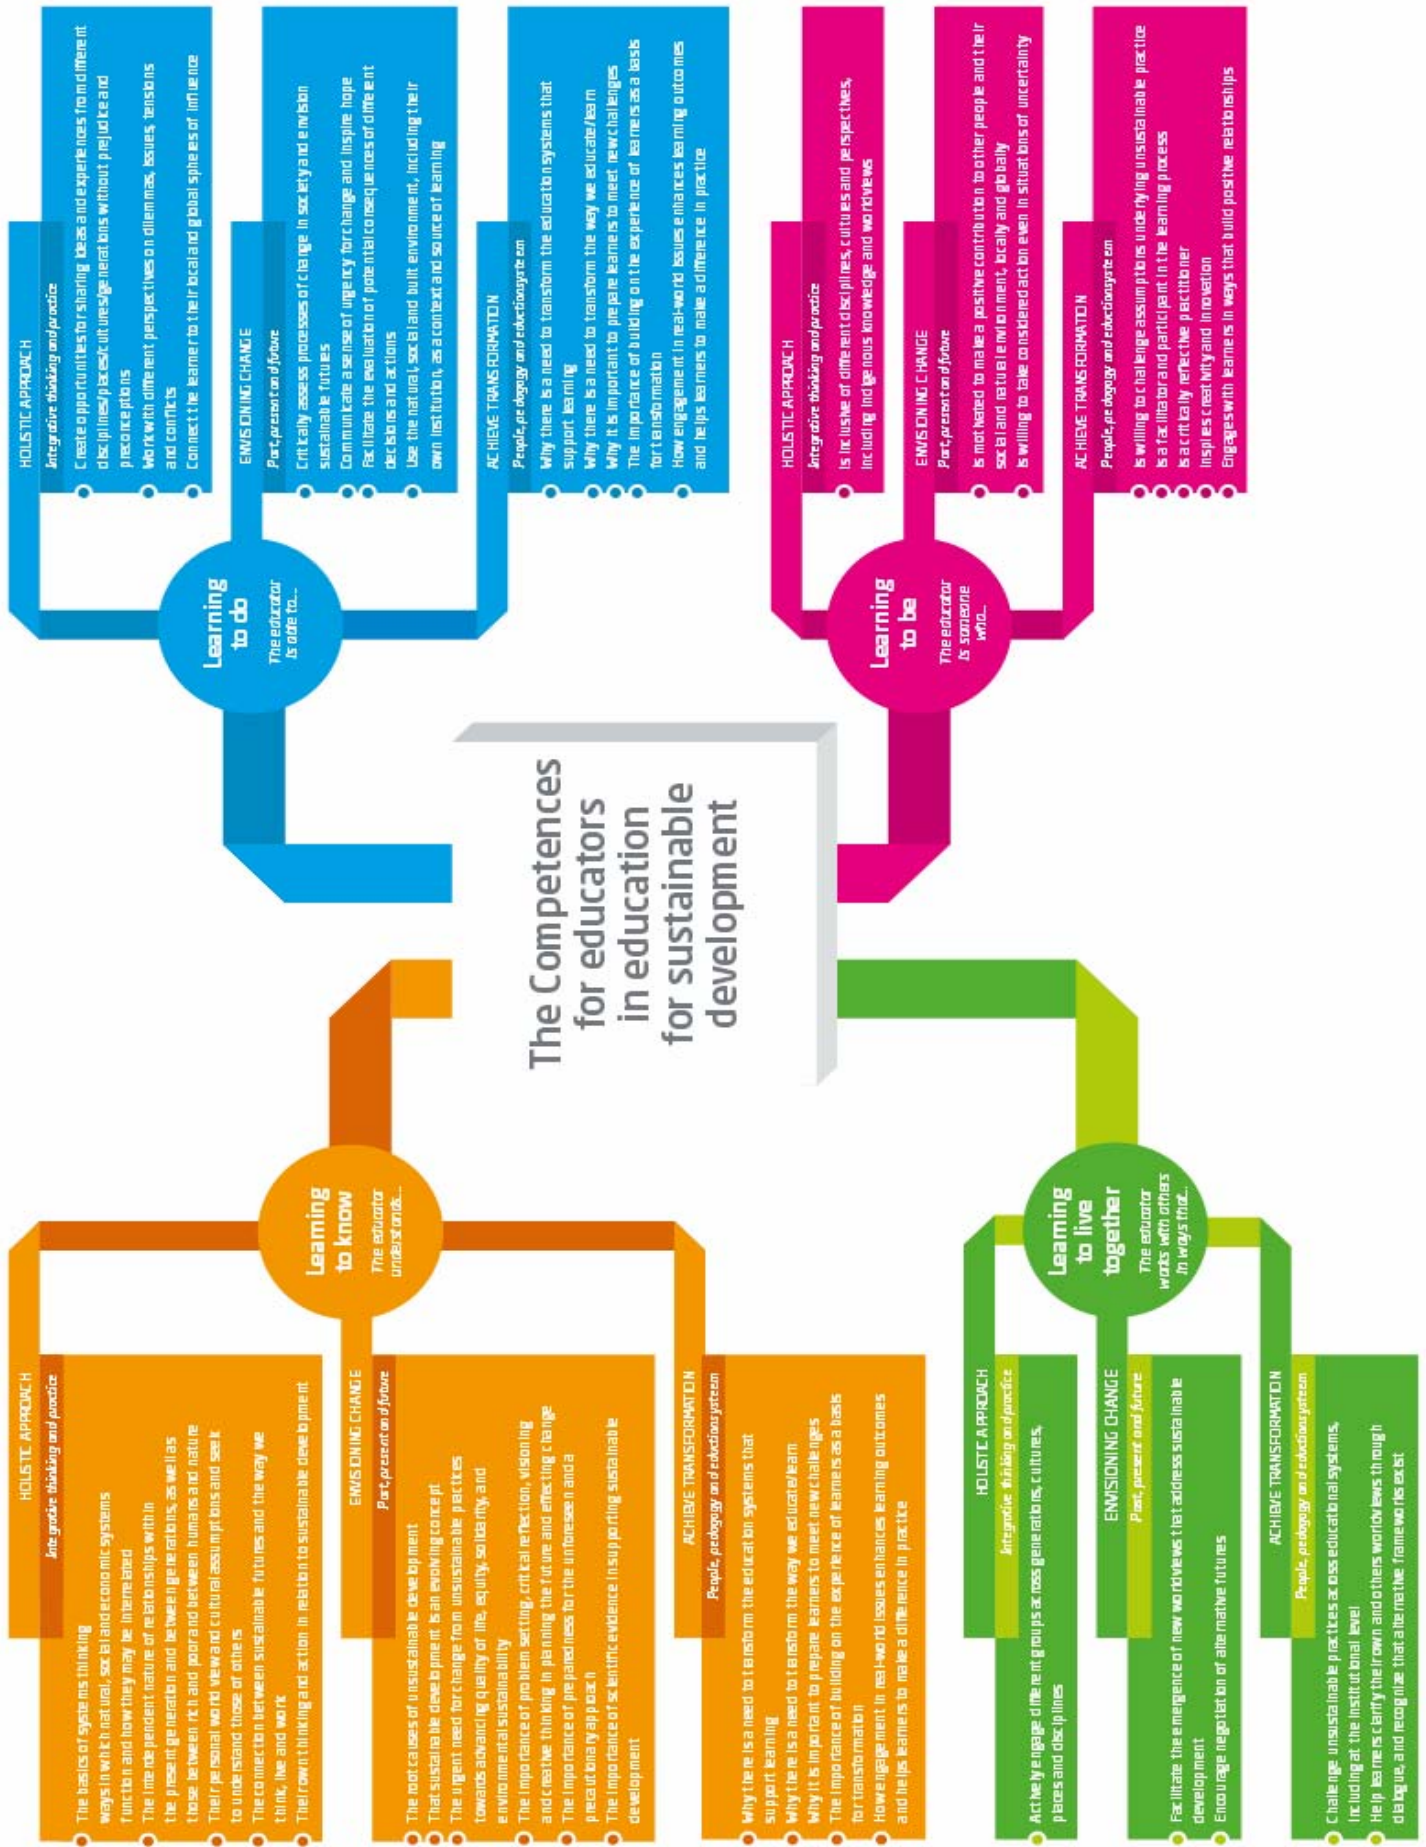 The Competences
for educators
in education
for sustainable
development
Learning
to know
The educator
understands...
HOLISTIC APPROACH
Integrative thinking and practice
The basics of systems thinking
ways in which natural, social and economic systems
function and how they may be interrelated
The interdependent nature of relationships within
the present generation and between generations, as well as
those between rich and poor and between humans and nature
Their personal world view and cultural assumptions and seek
to understand those of others
The connection between sustainable futures and the way we
think, live and work
Their own thinking and action in relation to sustainable development
ENVISIONING CHANGE
Past, present and future
The root causes of unsustainable development
That sustainable development is an evolving concept
The urgent need for change from unsustainable practices
towards advancing quality of life, equity, solidarity, and
environmental sustainability
The importance of problem setting, critical reflection, visioning
and creative thinking in planning the future and effecting change
The importance of preparedness for the unforeseen and a
precautionary approach
The importance of scientific evidence in supporting sustainable
development
ACHIEVE TRANSFORMATION
People, pedagogy and eductionsysteem
Why there is a need to transform the education systems that
support learning
Why there is a need to transform the way we educate/learn
Why it is important to prepare learners to meet new challenges
The importance of building on the experience of learners as a basis
for transformation
How engagement in real-world issues enhances learning outcomes
and helps learners to make a difference in practice
Learning
to do
The educator
is able to...
HOLISTIC APPROACH
Integrative thinking and practice
Create opportunities for sharing ideas and experiences from different
disciplines/places/cultures/generations without prejudice and
preconceptions
Work with different perspectives on dilemmas, issues, tensions
and conflicts
Connect the learner to their local and global spheres of influence
ENVISIONING CHANGE
Past, present and future
Critically assess processes of change in society and envision
sustainable futures
Communicate a sense of urgency for change and inspire hope
Facilitate the evaluation of potential consequences of different
decisions and actions
Use the natural, social and built environment, including their
own institution, as a context and source of learning
ACHIEVE TRANSFORMATION
People, pedagogy and eductionsysteem
Why there is a need to transform the education systems that
support learning
Why there is a need to transform the way we educate/learn
Why it is important to prepare learners to meet new challenges
The importance of building on the experience of learners as a basis
for transformation
How engagement in real-world issues enhances learning outcomes
and helps learners to make a difference in practice
Learning
to live
together
The educator
works with others
in ways that...
HOLISTIC APPROACH
Integrative thinking and practice
Actively engage different groups across generations, cultures,
places and disciplines
ENVISIONING CHANGE
Past, present and future
Facilitate the emergence of new worldviews that address sustainable
development
Encourage negotiation of alternative futures
ACHIEVE TRANSFORMATION
People, pedagogy and eductionsysteem
Challenge unsustainable practices across educational systems,
including at the institutional level
Help learners clarify their own and others worldviews through
dialogue, and recognize that alternative frameworks exist
Learning
to be
The educator
is someone
who...
HOLISTIC APPROACH
Integrative thinking and practice
Is inclusive of different disciplines, cultures and perspectives,
including indigenous knowledge and worldviews
ENVISIONING CHANGE
Past, present and future
Is motivated to make a positive contribution to other people and their
social and natural environment, locally and globally
Is willing to take considered action even in situations of uncertainty
ACHIEVE TRANSFORMATION
People, pedagogy and eductionsysteem
Is willing to challenge assumptions underlying unsustainable practice
Is a facilitator and participant in the learning process
Is a critically reflective practitioner
Inspires creativity and innovation
Engages with learners in ways that build positive relationships